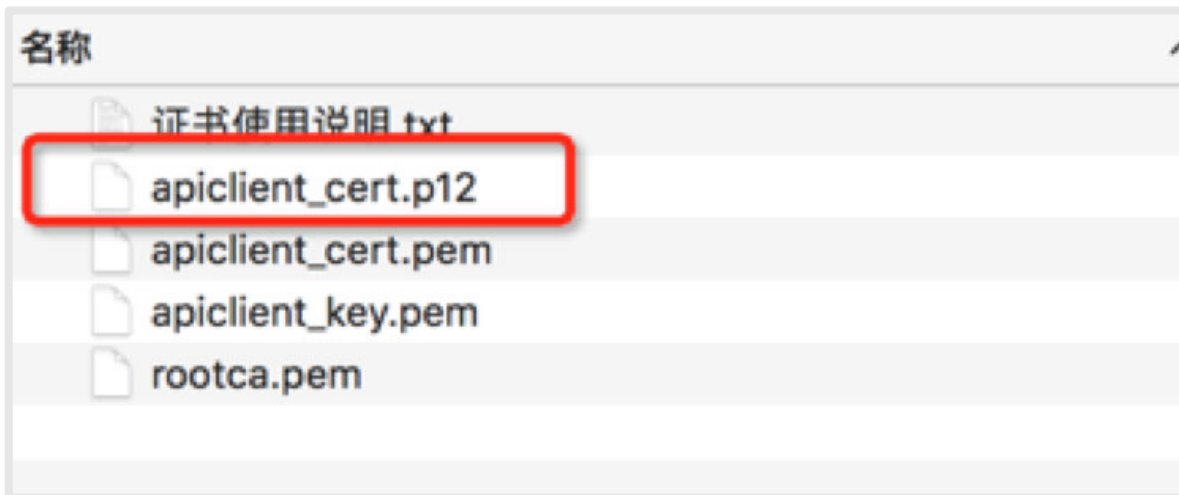 名称
证书使用说明.txt
apiclient_cert.p12
apiclient_cert.pem
apiclient_key.pem
rootca.pem